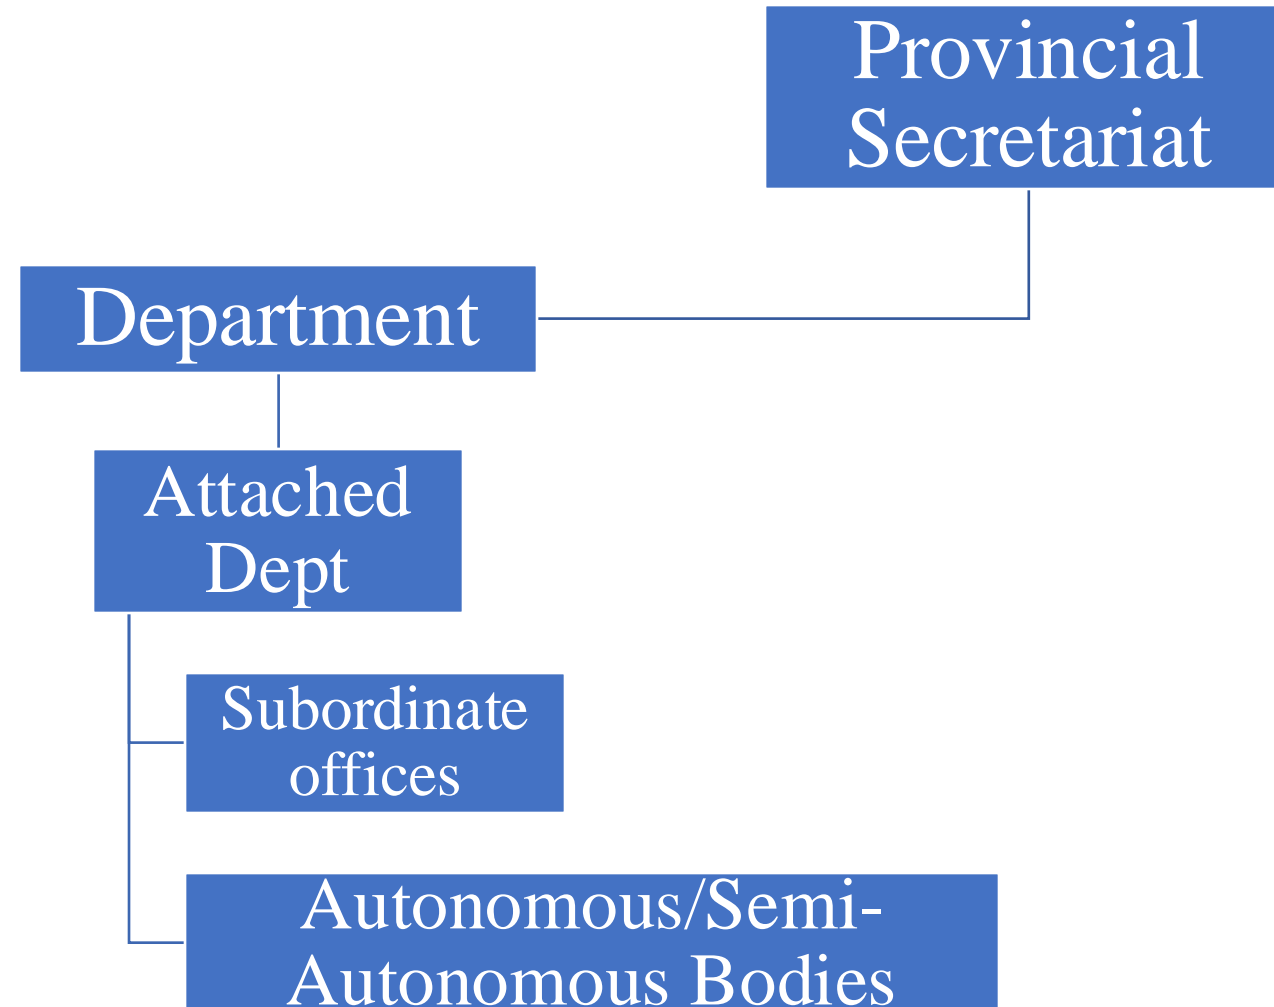 Provincial
Secretariat
Department
Attached
Dept
Subordinate
offices
Autonomous/Semi-
Autonomous Bodies